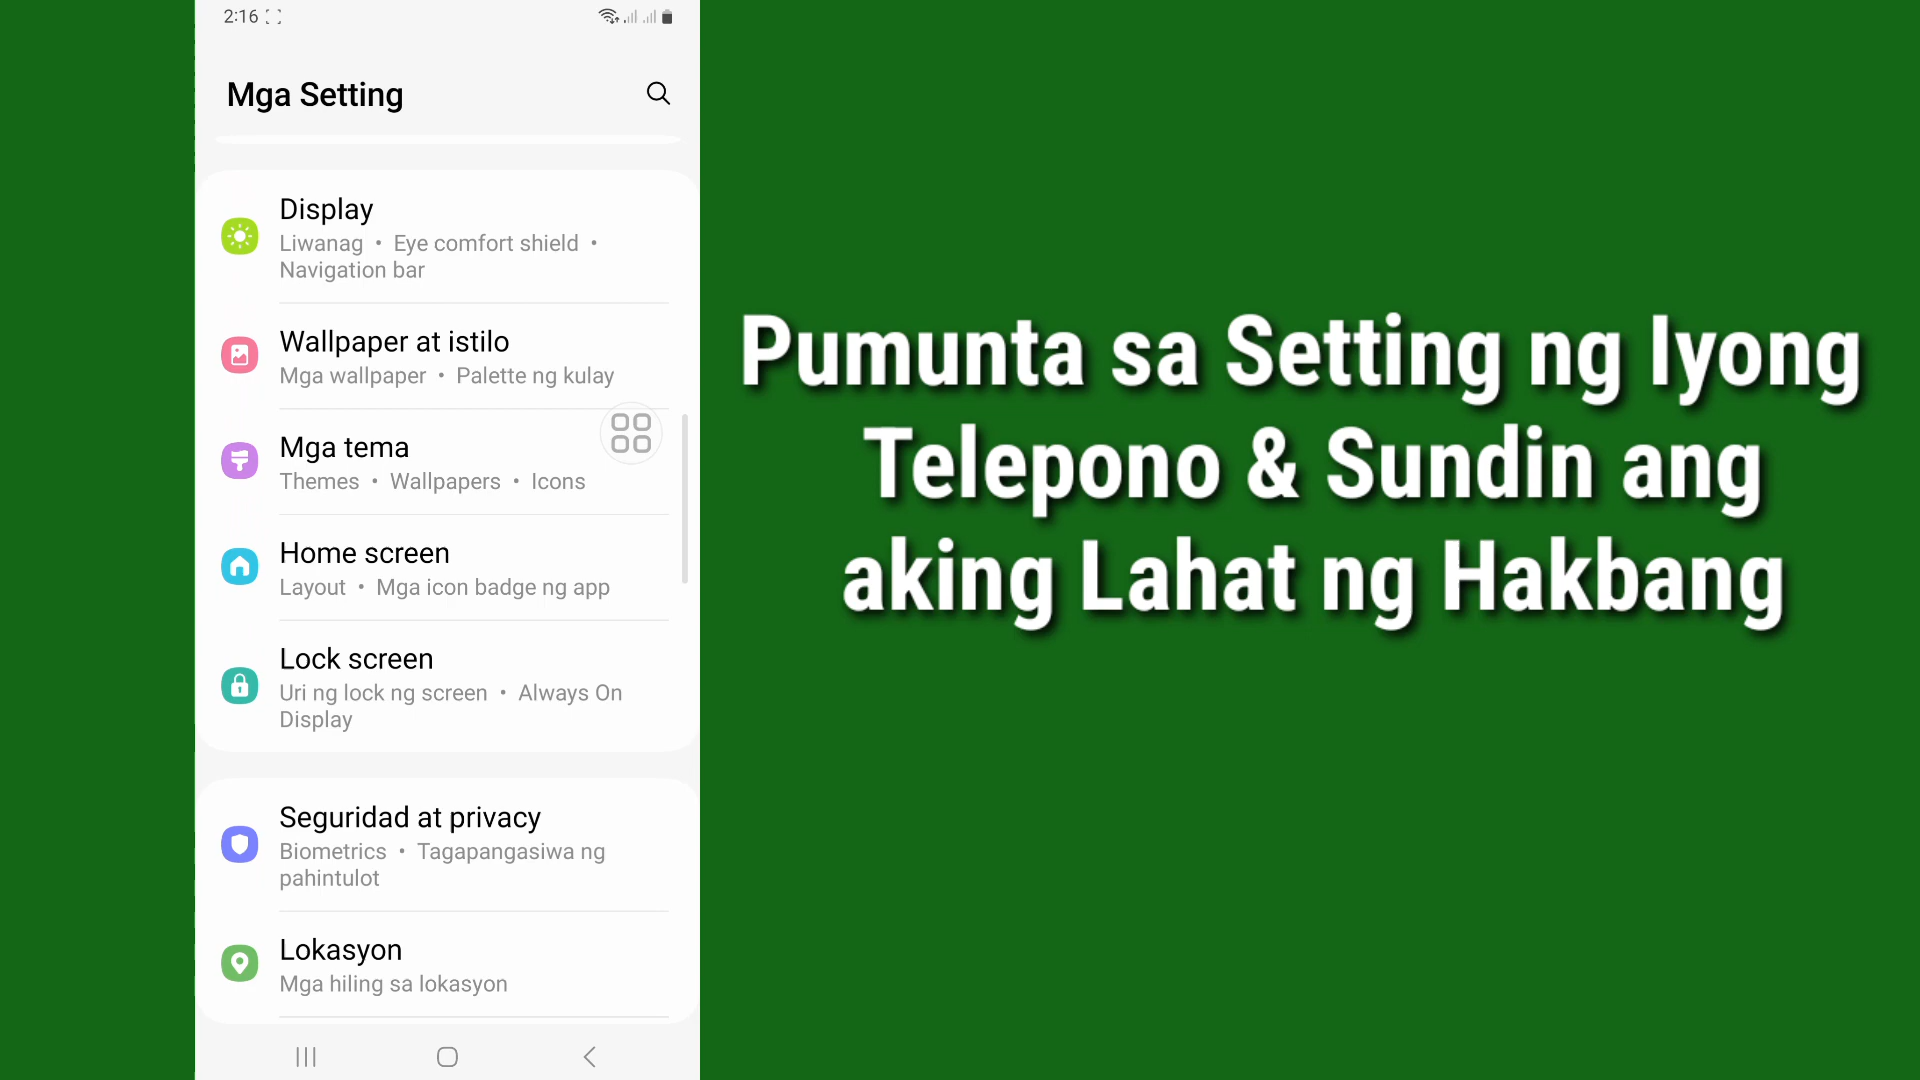 2:16
Mga Setting
Display
Liwanag • Eye comfort shield •
Navigation bar
Wallpaper at istilo
Mga wallpaper • Palette ng kulay
Mga tema
Themes • Wallpapers • Icons
Home screen
Layout • Mga icon badge ng app
Lock screen
Uri ng lock ng screen • Always On
Display
Seguridad at privacy
Biometrics • Tagapangasiwa ng
pahintulot
Lokasyon
Mga hiling sa lokasyon
Pumunta sa Setting ng Iyong
Telepono & Sundin ang
aking Lahat ng Hakbang